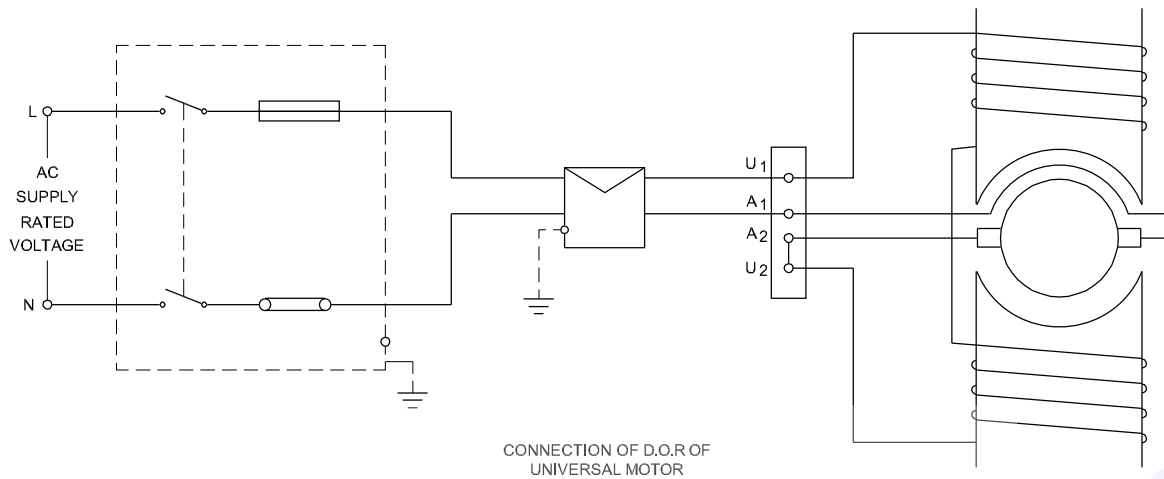 L
AC
SUPPLY
RATED
VOLTAGE
N
U1
A1
A2
U2
CONNECTION OF D.O.R OF
UNIVERSAL MOTOR